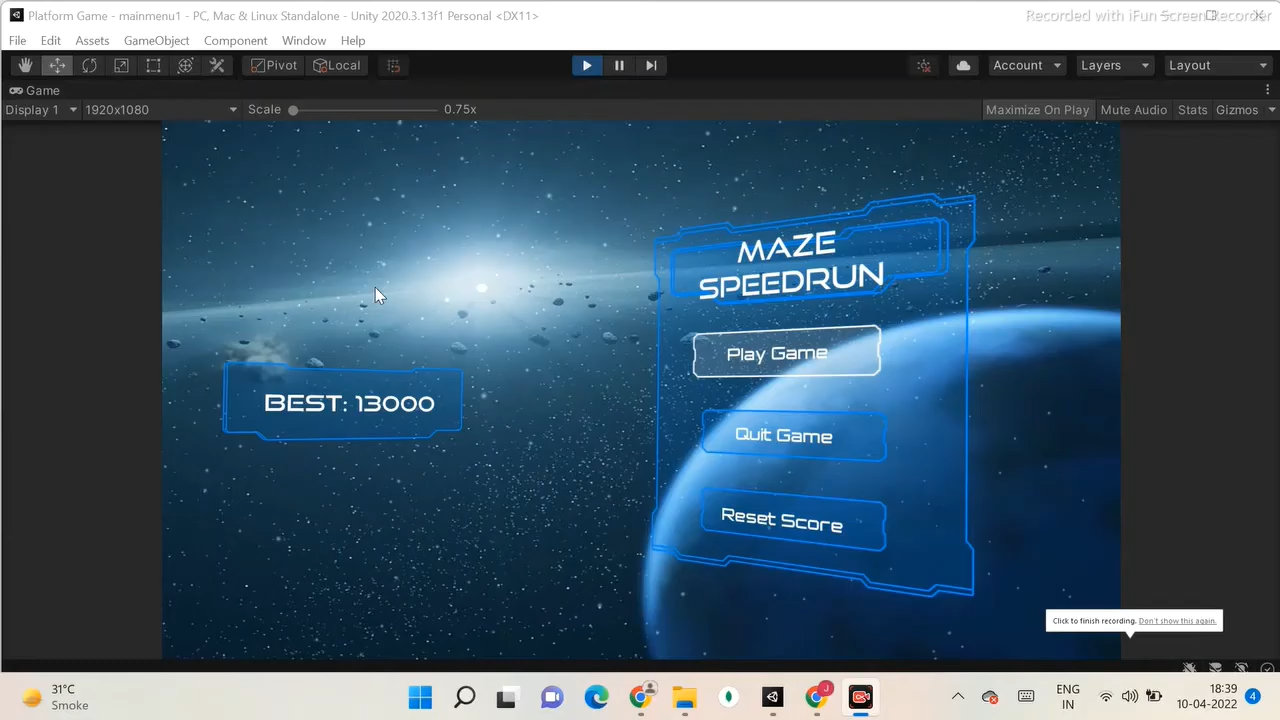 Platform Game - mainmenu1 - PC, Mac & Linux Standalone - Unity 2020.3.13f1 Personal <DX11>
Recorded with iFun Screen Recorder
File Edit Assets GameObject Component Window Help
Pivot Local Account Layers Layout
Game
Display 1 1920x1080 Scale 0.75x Maximize On Play Mute Audio Stats Gizmos
MAZE
SPEEDRUN
Play Game
BEST: 13000
Quit Game
Reset Score
Click to finish recording. Don't show this again.
31°C
Smoke
J
ENG
IN
18:39
10-04-2022
4